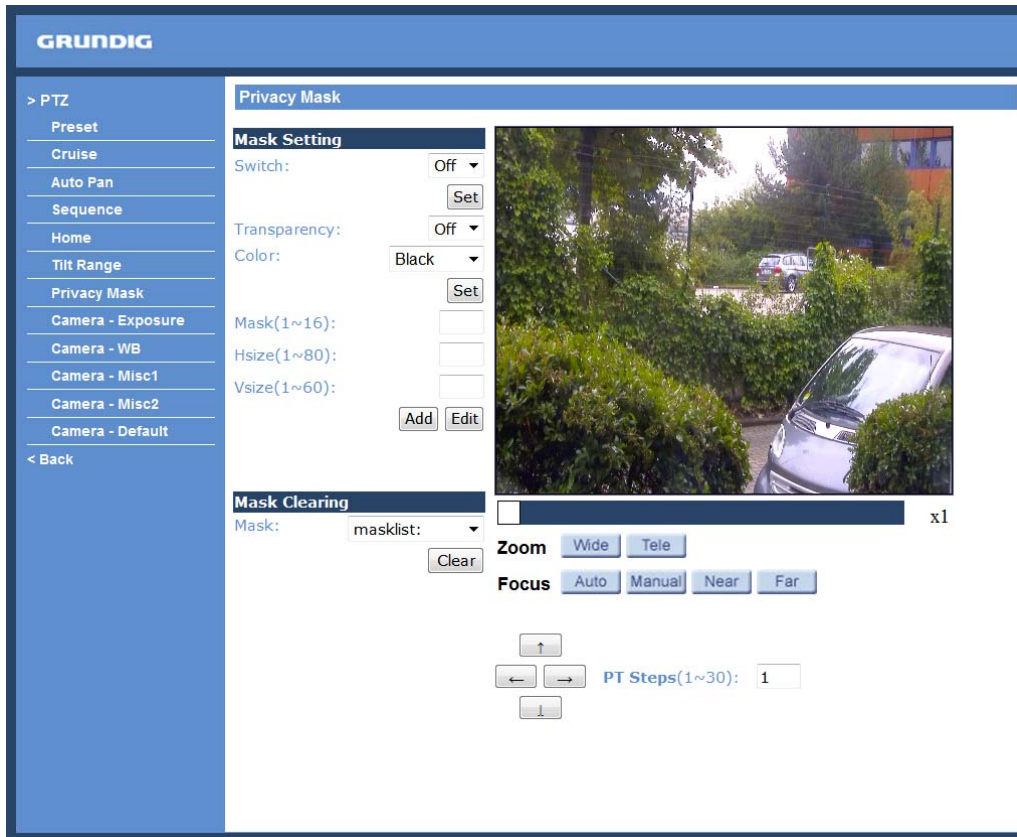 GRUNDIG
> PTZ
Preset
Cruise
Auto Pan
Sequence
Home
Tilt Range
Privacy Mask
Camera - Exposure
Camera - WB
Camera - Misc1
Camera - Misc2
Camera - Default
< Back
Privacy Mask
Mask Setting
Switch: Off
Set
Transparency: Off
Color: Black
Set
Mask(1~16):
Hsize(1~80):
Vsize(1~60):
Add Edit
Mask Clearing
Mask: masklist:
Clear
x1
Zoom Wide Tele
Focus Auto Manual Near Far
↑
← → PT Steps(1~30): 1
↓